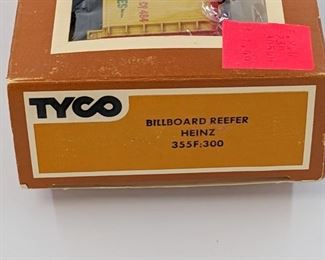 TYCO
BILLBOARD REEFER
HEINZ
355F:300